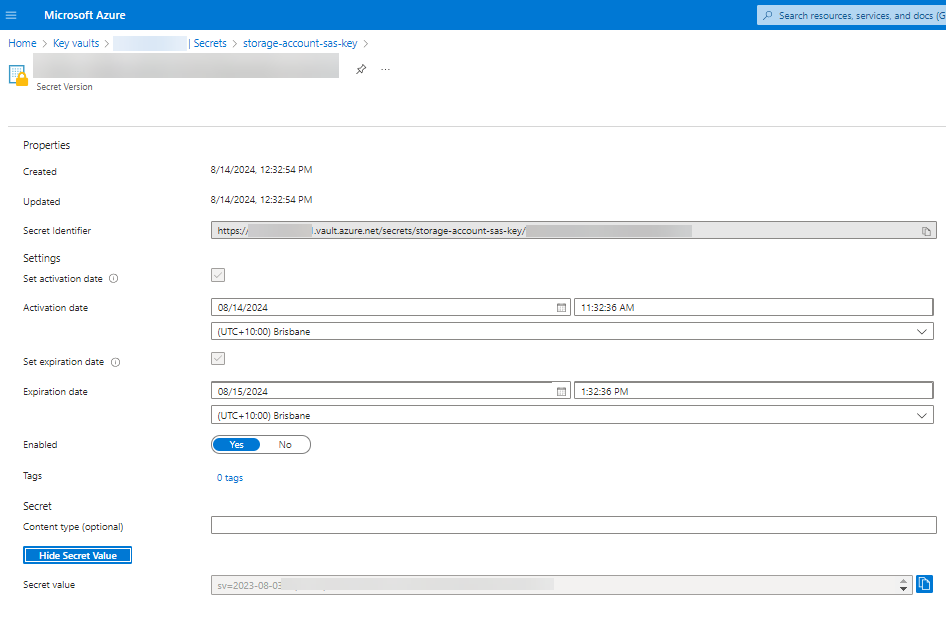 Microsoft Azure
Search resources, services, and docs (G
Home > Key vaults > | Secrets > storage-account-sas-key >
...
Secret Version
Properties
Created 8/14/2024, 12:32:54 PM
Updated 8/14/2024, 12:32:54 PM
Secret Identifier https:// .vault.azure.net/secrets/storage-account-sas-key/
Settings
Set activation date
Activation date 08/14/2024 11:32:36 AM
(UTC+10:00) Brisbane
Set expiration date
Expiration date 08/15/2024 1:32:36 PM
(UTC+10:00) Brisbane
Enabled Yes No
Tags 0 tags
Secret
Content type (optional)
Hide Secret Value
Secret value sv=2023-08-03